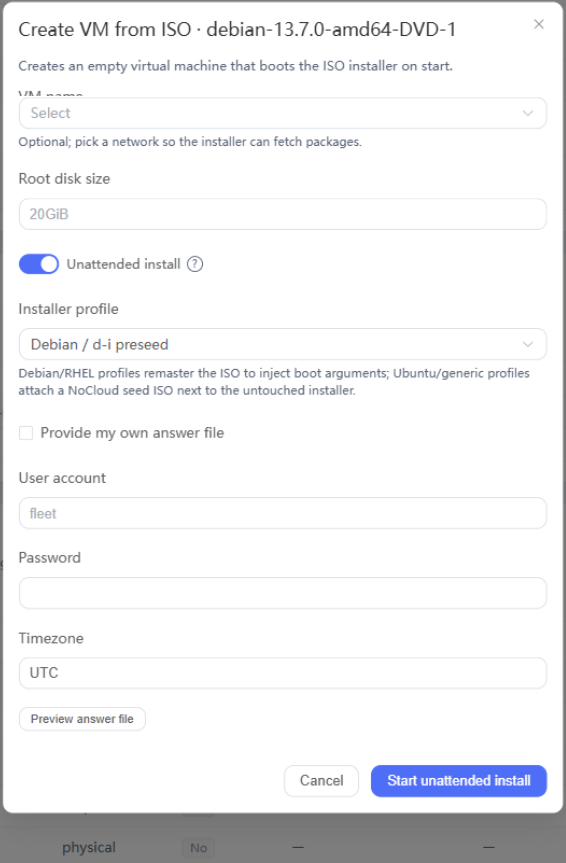 Create VM from ISO · debian-13.7.0-amd64-DVD-1
Creates an empty virtual machine that boots the ISO installer on start.
VM name
Select
Optional; pick a network so the installer can fetch packages.
Root disk size
20GiB
Unattended install ?
Installer profile
Debian / d-i preseed
Debian/RHEL profiles remaster the ISO to inject boot arguments; Ubuntu/generic profiles
attach a NoCloud seed ISO next to the untouched installer.
Provide my own answer file
User account
fleet
Password
Timezone
UTC
Preview answer file
Cancel
Start unattended install
physical No — —